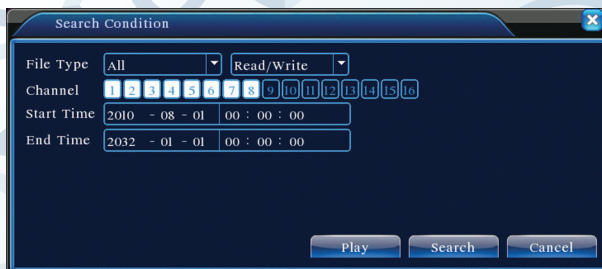 Search Condition
File Type All Read/Write
Channel 1 2 3 4 5 6 7 8 9 10 11 12 13 14 15 16
Start Time 2010 - 08 - 01 00 : 00 : 00
End Time 2032 - 01 - 01 00 : 00 : 00
Play Search Cancel